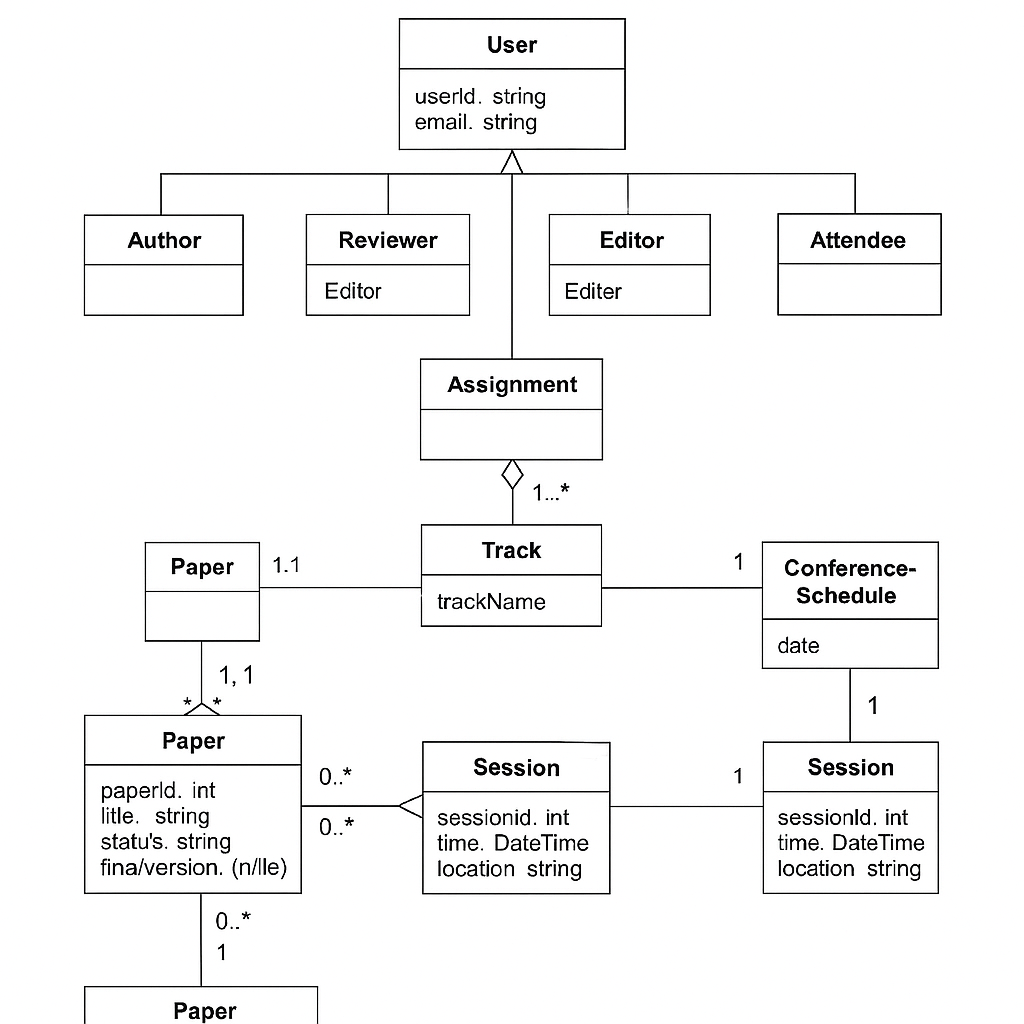 User
userId. string
email. string
Author
Reviewer
Editor
Attendee
Editor
Editer
Assignment
1...*
Paper
1.1
Track
trackName
1
Conference-
Schedule
date
1, 1
* *
1
Paper
paperId. int
litle. string
statu's. string
fina/version. (n/lle)
0..*
0..*
Session
sessionid. int
time. DateTime
location string
1
Session
sessionId. int
time. DateTime
location string
0..*
1
Paper